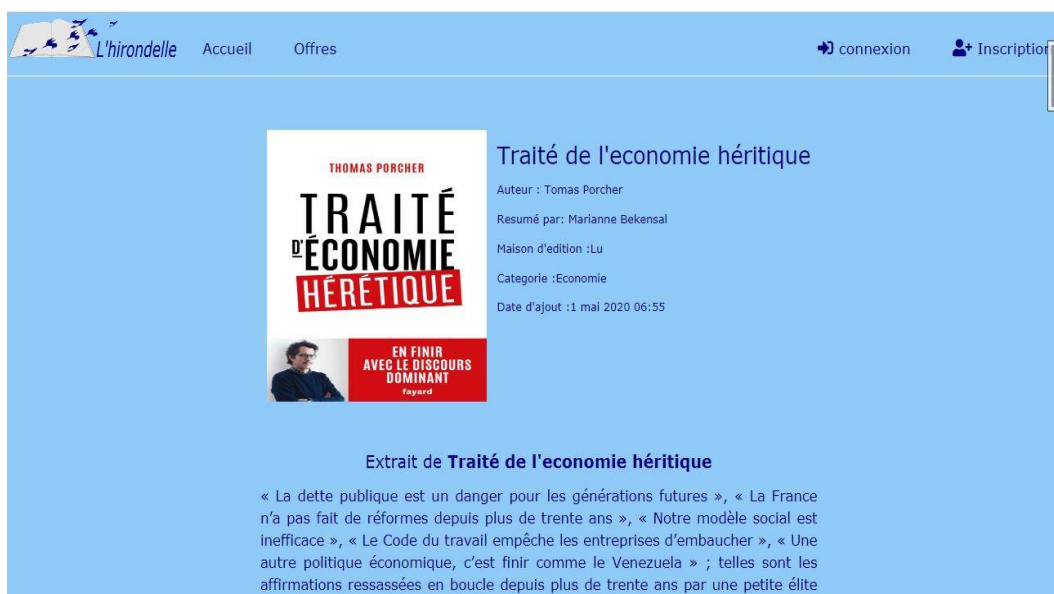 L'hirondelle Accueil Offres connexion Inscription
THOMAS PORCHER
TRAITÉ
D'ÉCONOMIE
HÉRÉTIQUE
EN FINIR
AVEC LE DISCOURS
DOMINANT
fayard
Traité de l'economie héritique
Auteur : Tomas Porcher
Resumé par: Marianne Bekensal
Maison d'edition :Lu
Categorie :Economie
Date d'ajout :1 mai 2020 06:55
Extrait de Traité de l'economie héritique
« La dette publique est un danger pour les générations futures », « La France
n'a pas fait de réformes depuis plus de trente ans », « Notre modèle social est
inefficace », « Le Code du travail empêche les entreprises d'embaucher », « Une
autre politique économique, c'est finir comme le Venezuela » ; telles sont les
affirmations ressassées en boucle depuis plus de trente ans par une petite élite